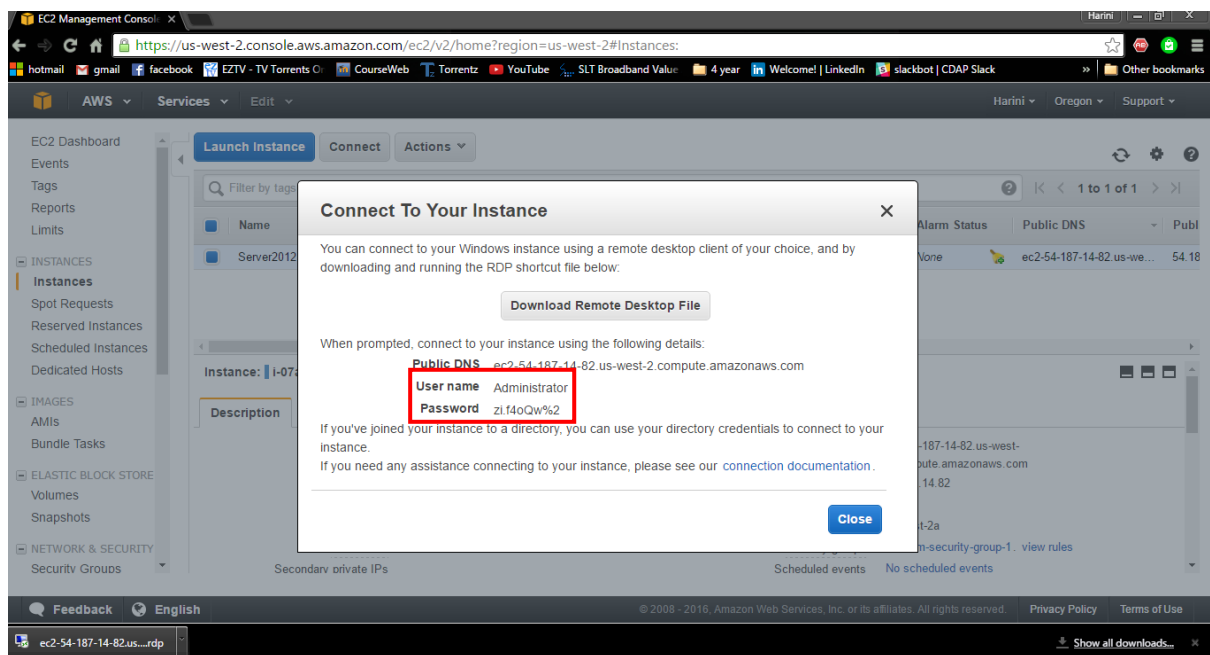 EC2 Management Console
Harini
https://us-west-2.console.aws.amazon.com/ec2/v2/home?region=us-west-2#Instances:
hotmail gmail facebook EZTV - TV Torrents O CourseWeb Torrentz YouTube SLT Broadband Value 4 year Welcome! | LinkedIn slackbot | CDAP Slack » Other bookmarks
AWS Services Edit Harini Oregon Support
EC2 Dashboard
Events
Tags
Reports
Limits
INSTANCES
Instances
Spot Requests
Reserved Instances
Scheduled Instances
Dedicated Hosts
IMAGES
AMIs
Bundle Tasks
ELASTIC BLOCK STORE
Volumes
Snapshots
NETWORK & SECURITY
Security Groups
Launch Instance Connect Actions
Filter by tags 1 to 1 of 1
Name Alarm Status Public DNS Publ
Server2012 None ec2-54-187-14-82.us-we... 54.18
Connect To Your Instance
You can connect to your Windows instance using a remote desktop client of your choice, and by
downloading and running the RDP shortcut file below:
Download Remote Desktop File
When prompted, connect to your instance using the following details:
Public DNS ec2-54-187-14-82.us-west-2.compute.amazonaws.com
User name Administrator
Password zi.f4oQw%2
If you've joined your instance to a directory, you can use your directory credentials to connect to your
instance.
If you need any assistance connecting to your instance, please see our connection documentation.
Close
Instance: i-07
Description
-187-14-82.us-west-
pute.amazonaws.com
.14.82
st-2a
m-security-group-1. view rules
Secondary private IPs Scheduled events No scheduled events
Feedback English © 2008 - 2016, Amazon Web Services, Inc. or its affiliates. All rights reserved. Privacy Policy Terms of Use
ec2-54-187-14-82.us....rdp Show all downloads...